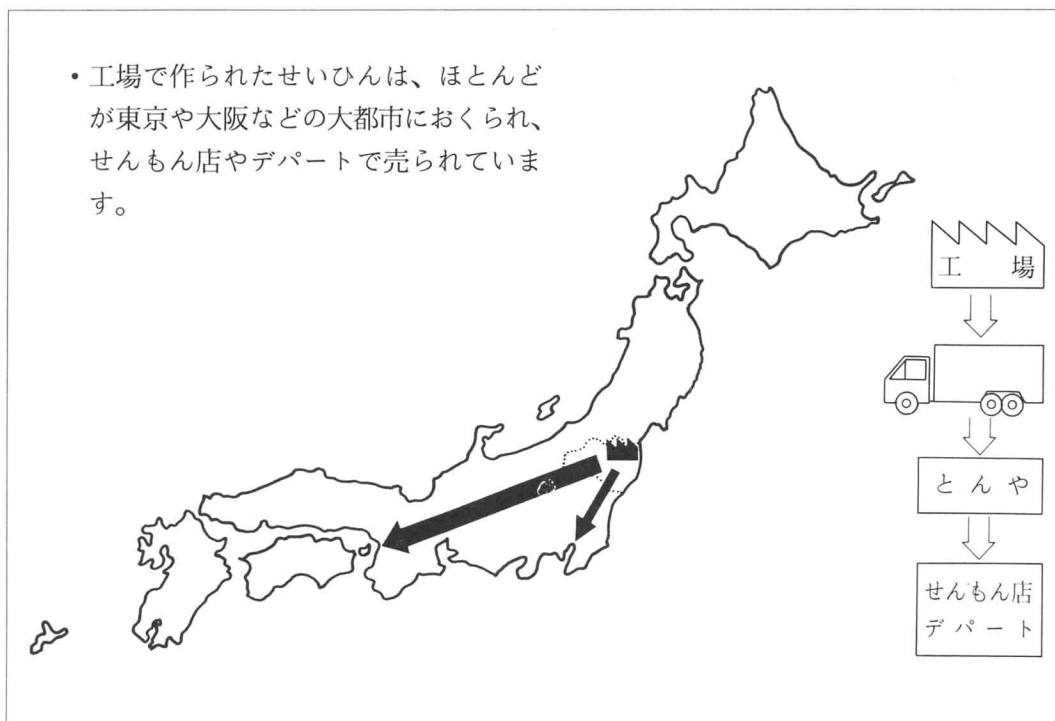 ・工場で作られたせいひんは、ほとんど
が東京や大阪などの大都市におくられ、
せんもん店やデパートで売られていま
す。
工場
とんや
せんもん店
デパート